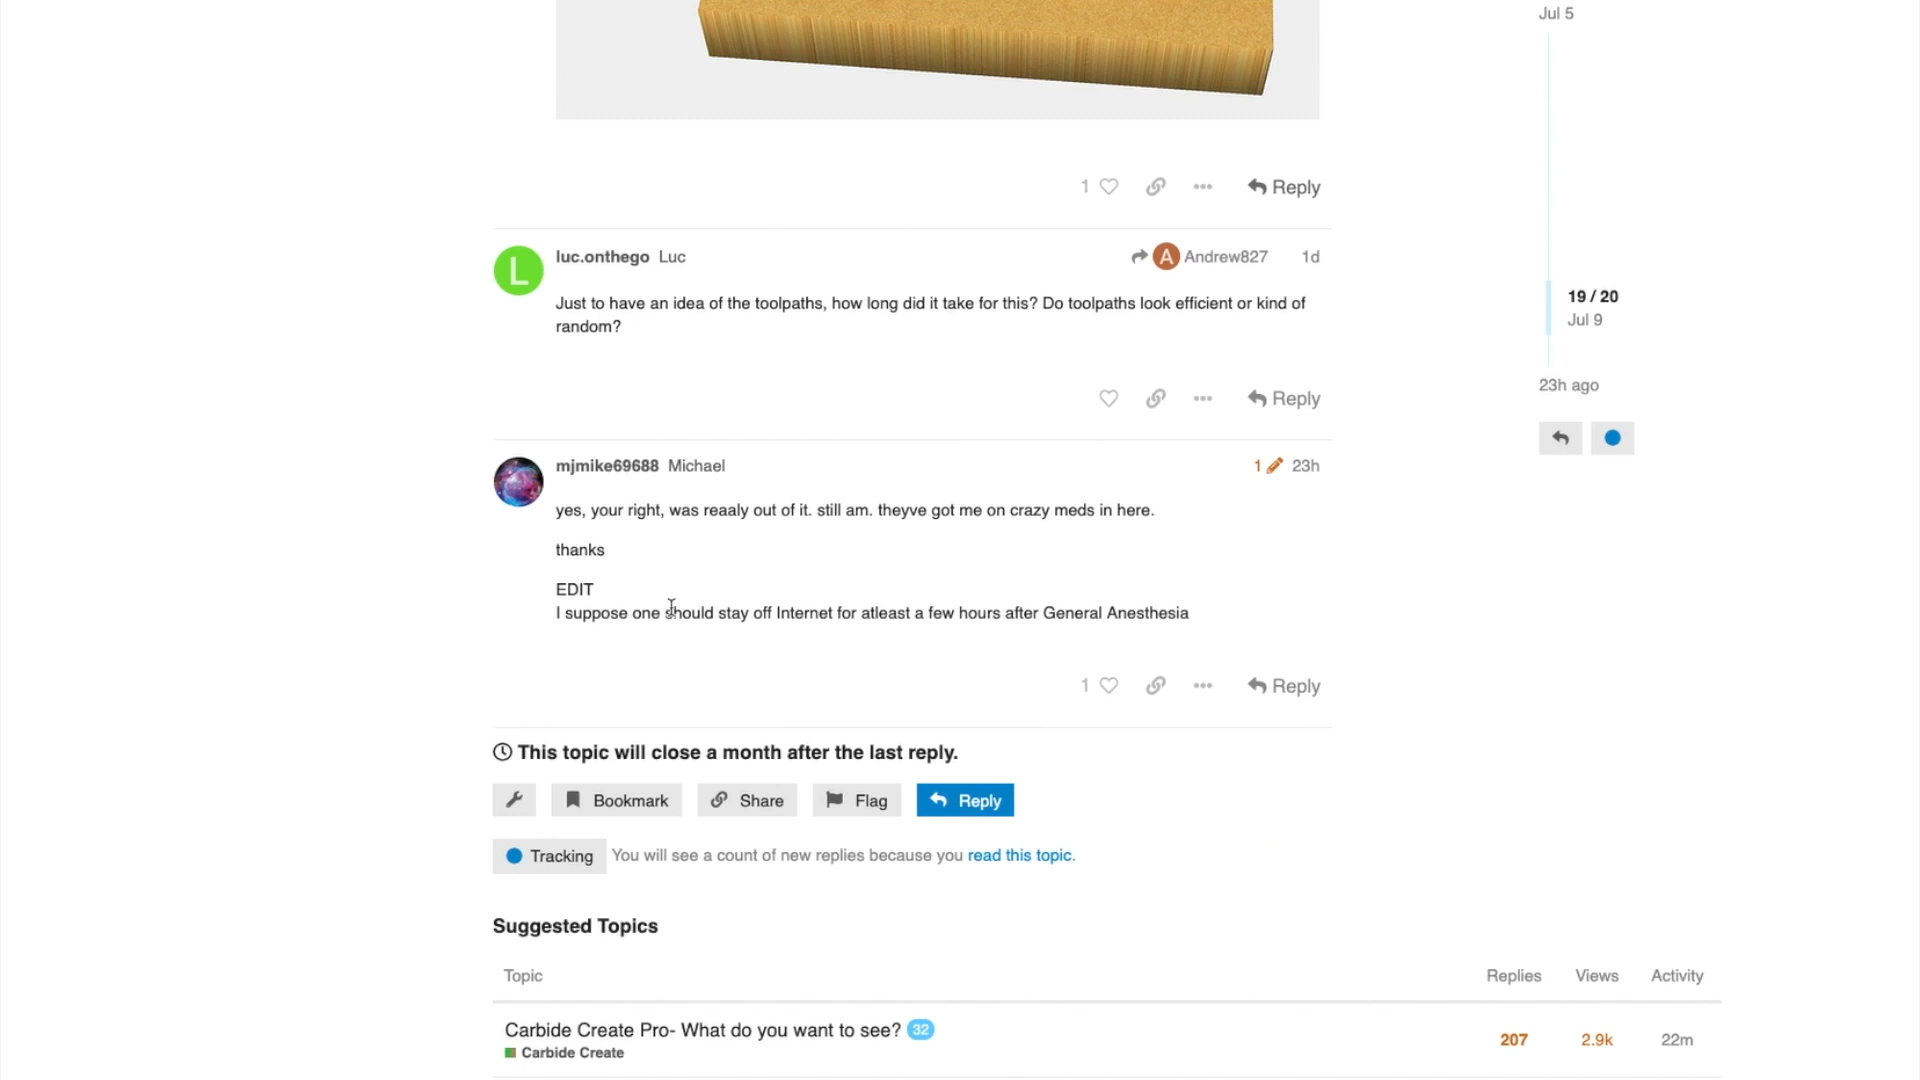 Jul 5
1 Reply
L luc.onthego Luc A Andrew827 1d
Just to have an idea of the toolpaths, how long did it take for this? Do toolpaths look efficient or kind of
random?
19 / 20
Jul 9
23h ago
Reply
mjmike69688 Michael 1 23h
yes, your right, was reaaly out of it. still am. theyve got me on crazy meds in here.
thanks
EDIT
I suppose one should stay off Internet for atleast a few hours after General Anesthesia
1 Reply
This topic will close a month after the last reply.
Bookmark Share Flag Reply
Tracking You will see a count of new replies because you read this topic.
Suggested Topics
Topic Replies Views Activity
Carbide Create Pro- What do you want to see? 32
Carbide Create
207 2.9k 22m